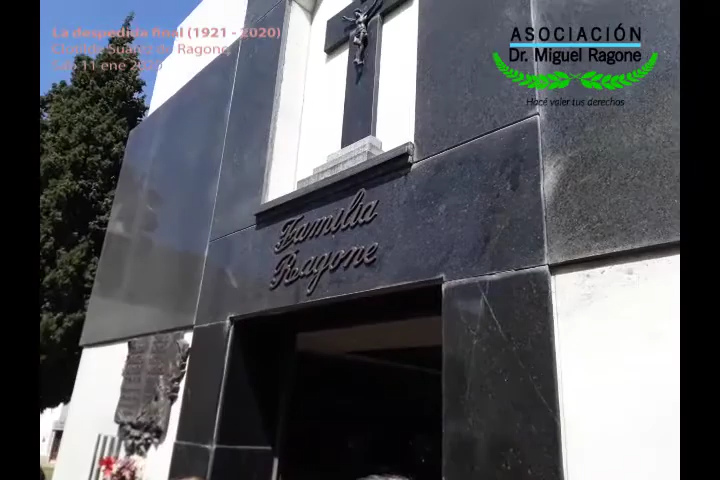 La despedida final (1921 - 2020)
Clotilde Suárez de Ragone
Sáb 11 ene 2020
ASOCIACIÓN
Dr. Miguel Ragone
Hacé valer tus derechos
Familia
Ragone